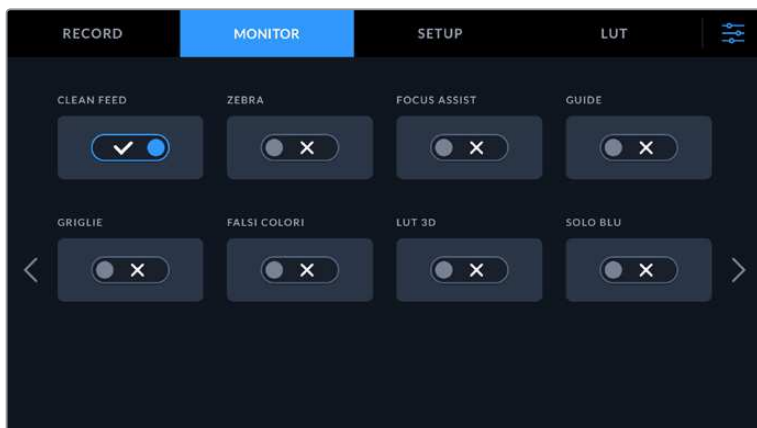 RECORD MONITOR SETUP LUT
CLEAN FEED ZEBRA FOCUS ASSIST GUIDE
GRIGLIE FALSI COLORI LUT 3D SOLO BLU